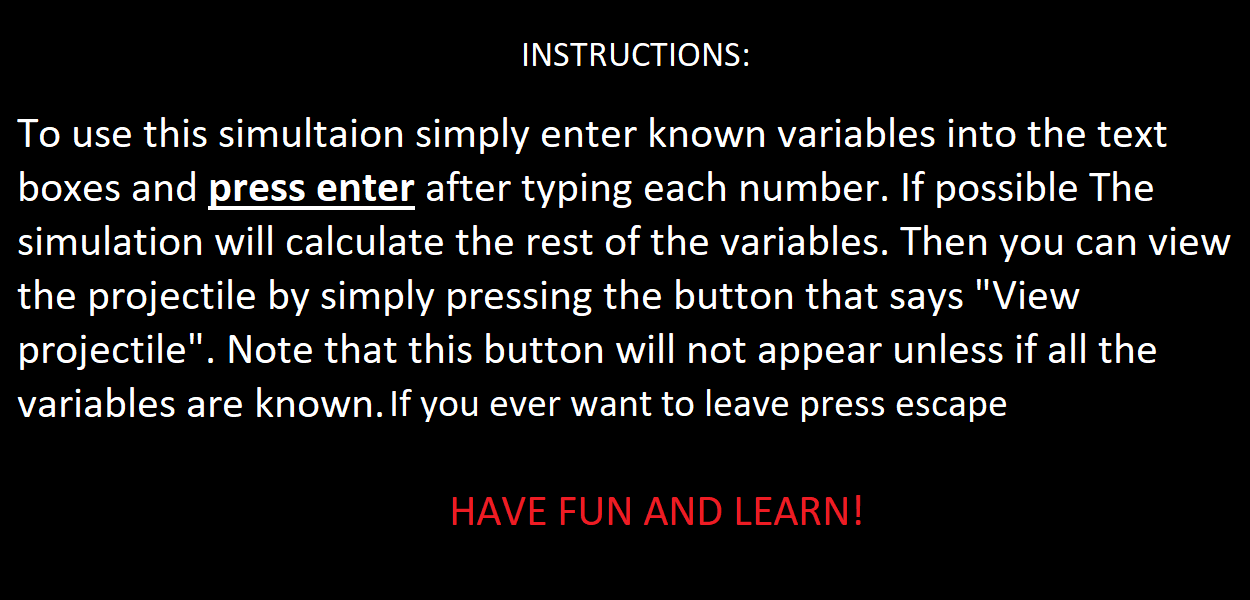 INSTRUCTIONS:
To use this simultaion simply enter known variables into the text
boxes and press enter after typing each number. If possible The
simulation will calculate the rest of the variables. Then you can view
the projectile by simply pressing the button that says "View
projectile". Note that this button will not appear unless if all the
variables are known. If you ever want to leave press escape
HAVE FUN AND LEARN!